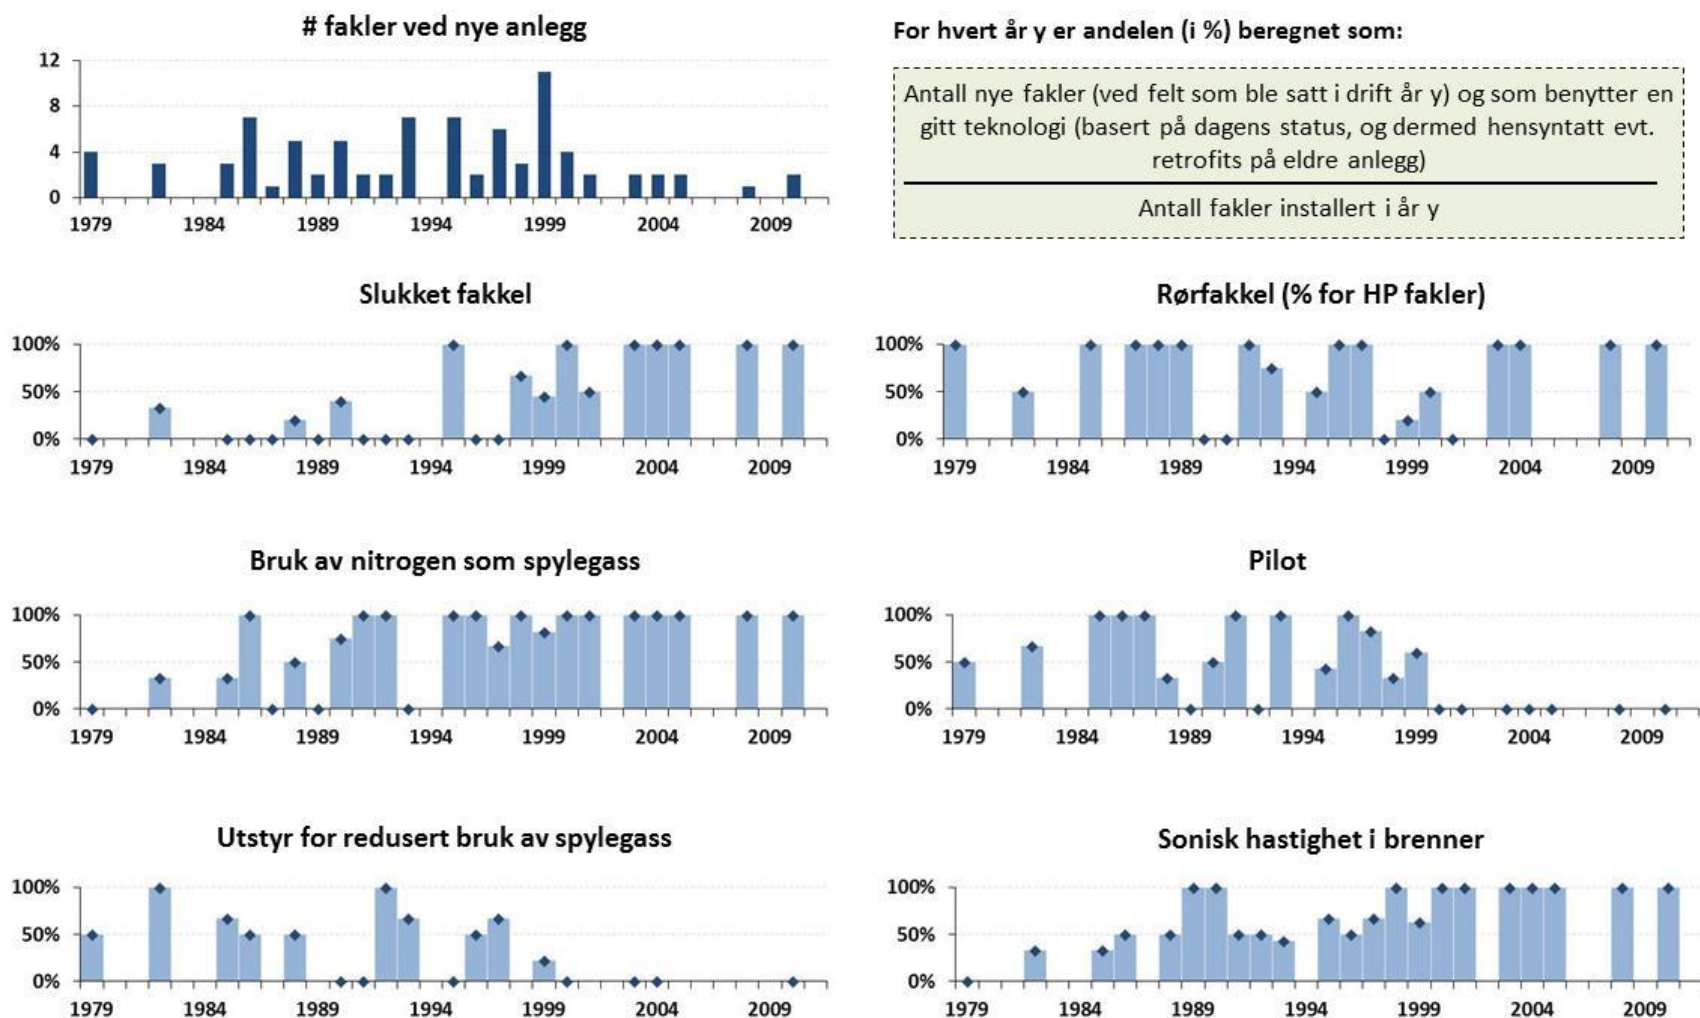 # fakler ved nye anlegg
12
8
4
0
1979 1984 1989 1994 1999 2004 2009
For hvert år y er andelen (i %) beregnet som:
Antall nye fakler (ved felt som ble satt i drift år y) og som benytter en
gitt teknologi (basert på dagens status, og dermed hensyntatt evt.
retrofits på eldre anlegg)
Antall fakler installert i år y
Slukket fakkel
100%
50%
0%
1979 1984 1989 1994 1999 2004 2009
Rørfakkel (% for HP fakler)
100%
50%
0%
1979 1984 1989 1994 1999 2004 2009
Bruk av nitrogen som spylegass
100%
50%
0%
1979 1984 1989 1994 1999 2004 2009
Pilot
100%
50%
0%
1979 1984 1989 1994 1999 2004 2009
Utstyr for redusert bruk av spylegass
100%
50%
0%
1979 1984 1989 1994 1999 2004 2009
Sonisk hastighet i brenner
100%
50%
0%
1979 1984 1989 1994 1999 2004 2009